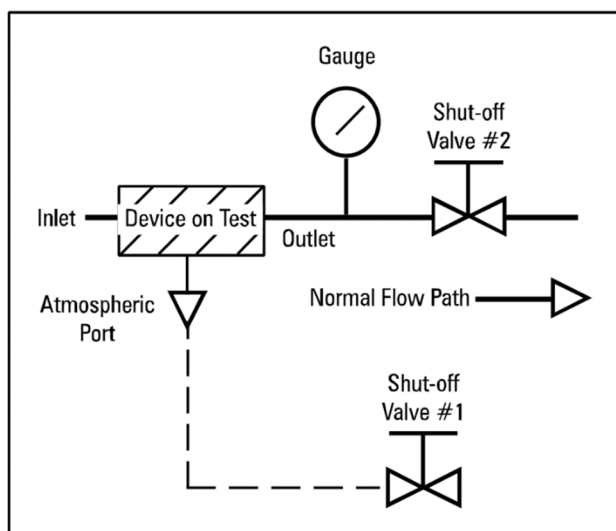 Gauge
Shut-off
Valve #2
Inlet
Device on Test
Outlet
Atmospheric
Port
Normal Flow Path
Shut-off
Valve #1